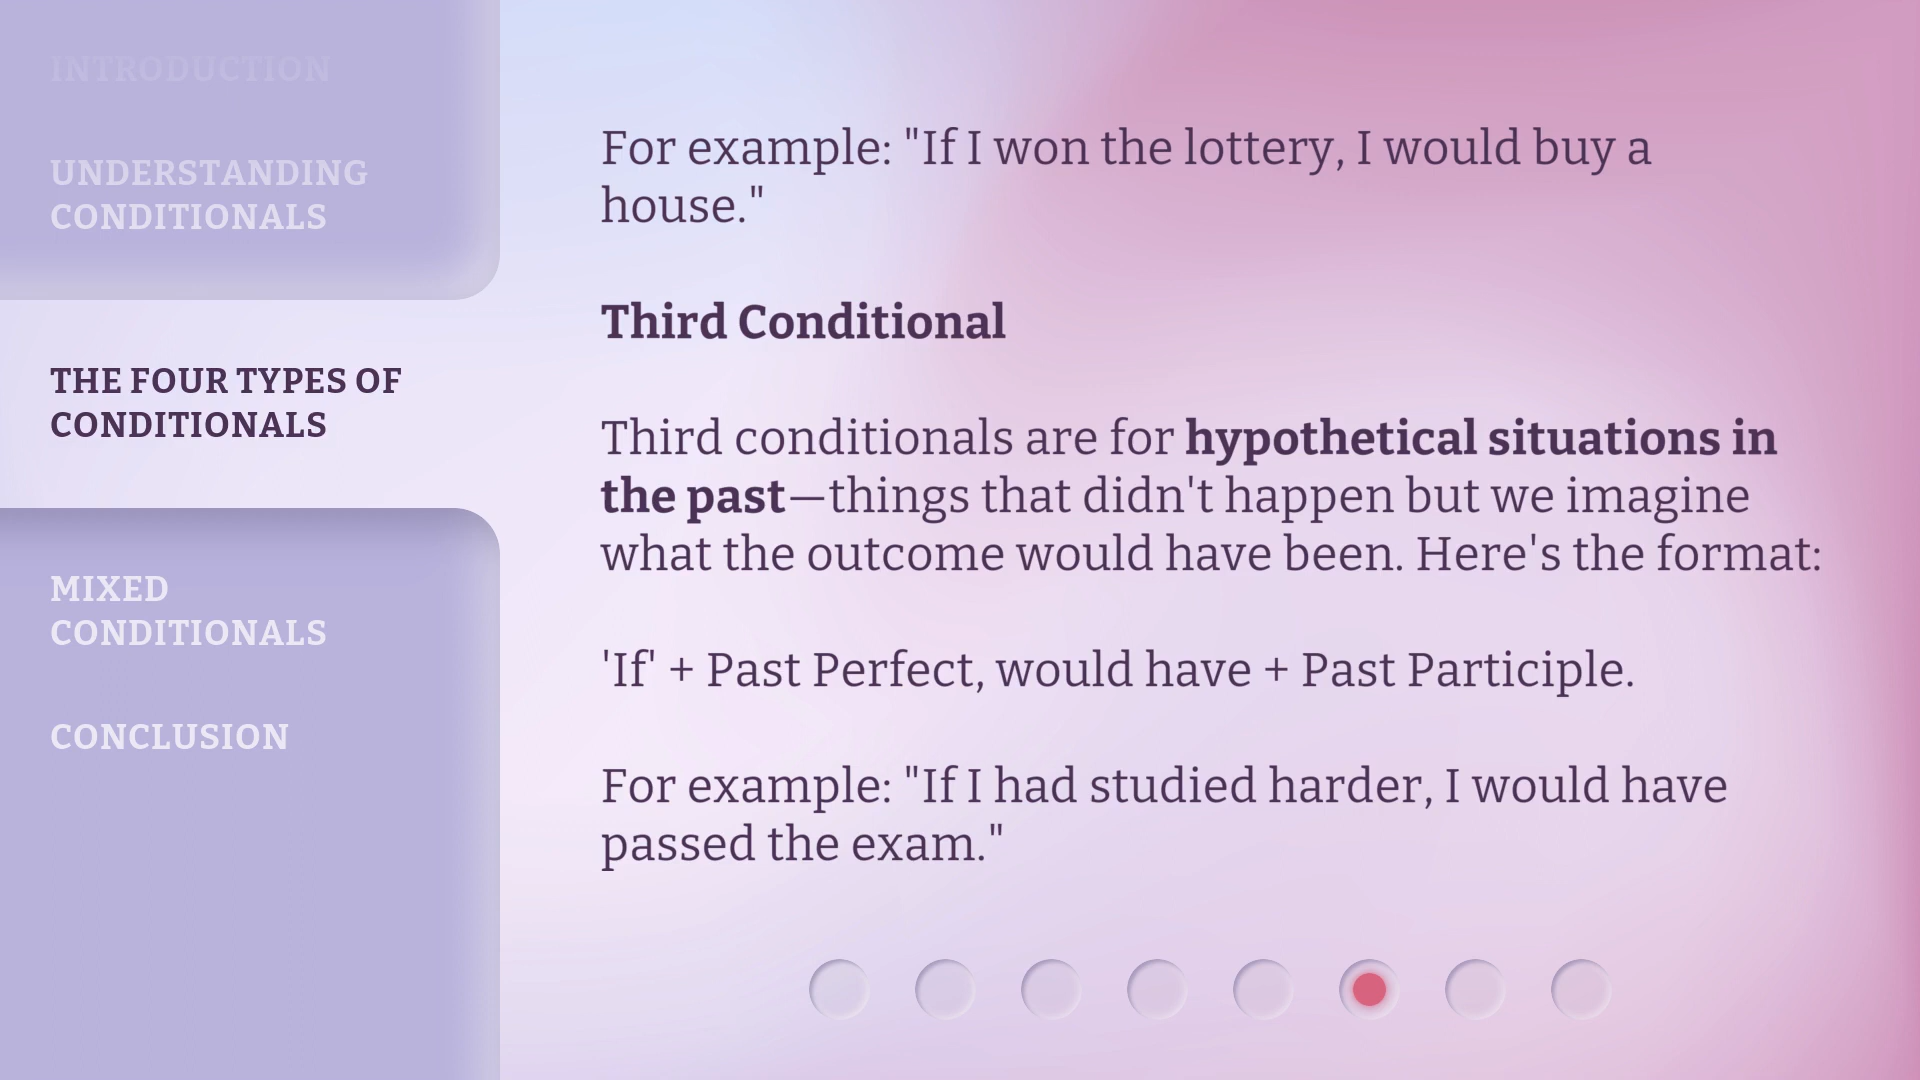 INTRODUCTION
UNDERSTANDING
CONDITIONALS
THE FOUR TYPES OF
CONDITIONALS
MIXED
CONDITIONALS
CONCLUSION
For example: "If I won the lottery, I would buy a
house."
Third Conditional
Third conditionals are for hypothetical situations in
the past—things that didn't happen but we imagine
what the outcome would have been. Here's the format:
'If' + Past Perfect, would have + Past Participle.
For example: "If I had studied harder, I would have
passed the exam."